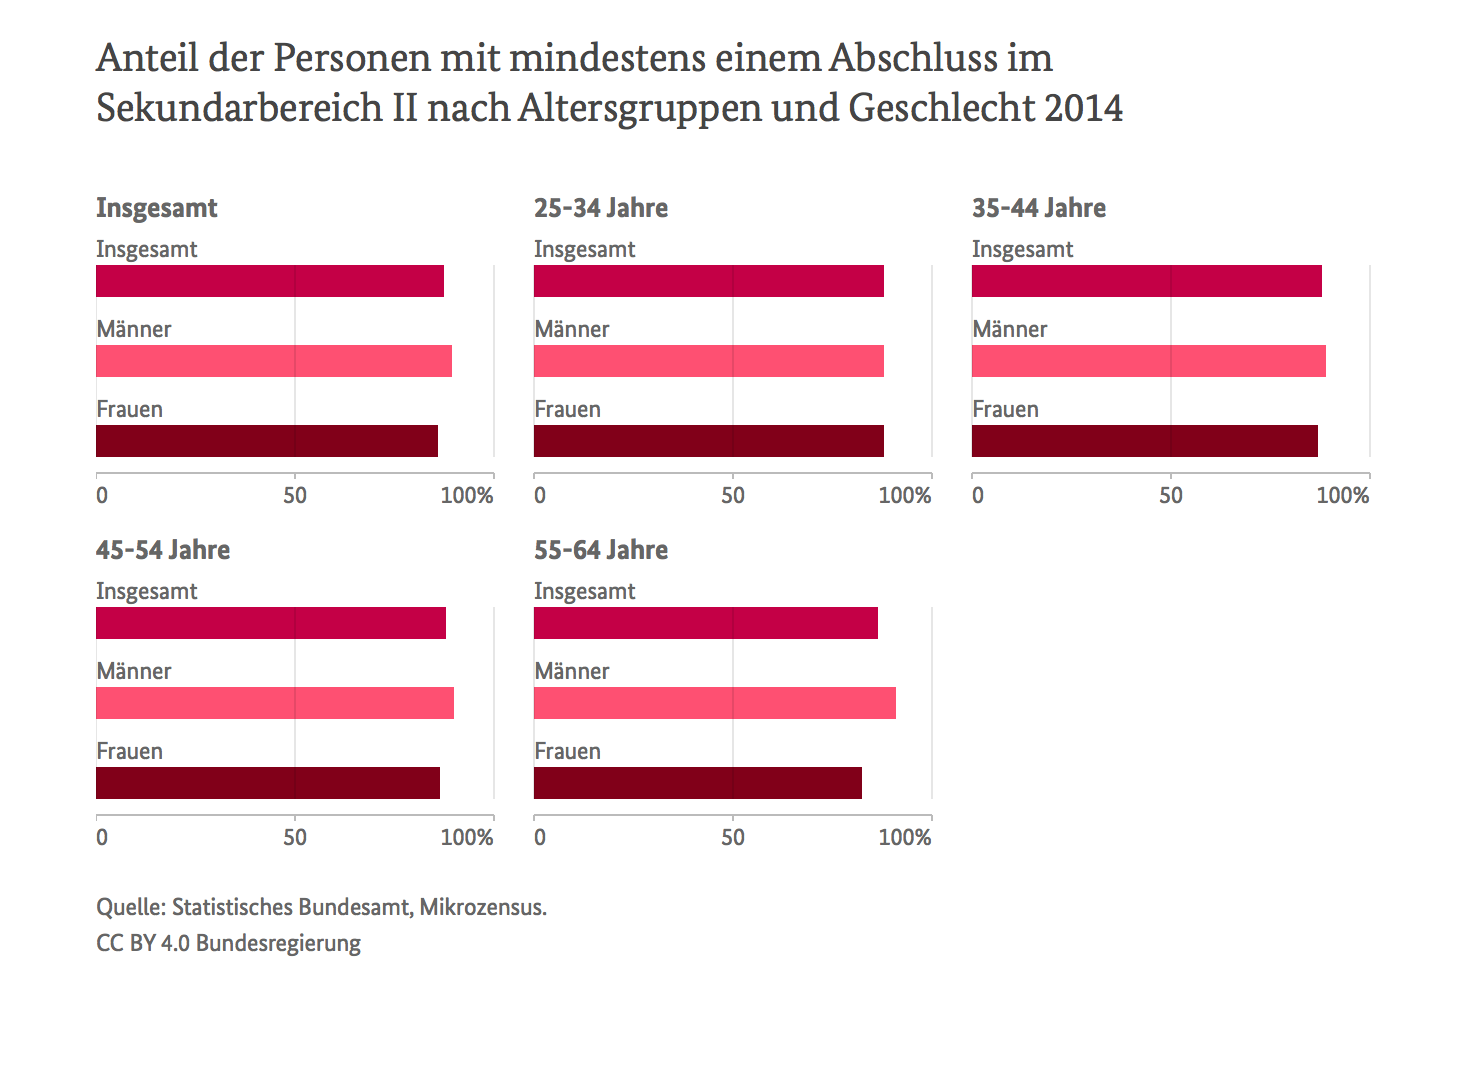 Anteil der Personen mit mindestens einem Abschluss im
Sekundarbereich II nach Altersgruppen und Geschlecht 2014
Insgesamt
Insgesamt
Männer
Frauen
0 50 100%
25-34 Jahre
Insgesamt
Männer
Frauen
0 50 100%
35-44 Jahre
Insgesamt
Männer
Frauen
0 50 100%
45-54 Jahre
Insgesamt
Männer
Frauen
0 50 100%
55-64 Jahre
Insgesamt
Männer
Frauen
0 50 100%
Quelle: Statistisches Bundesamt, Mikrozensus.
CC BY 4.0 Bundesregierung